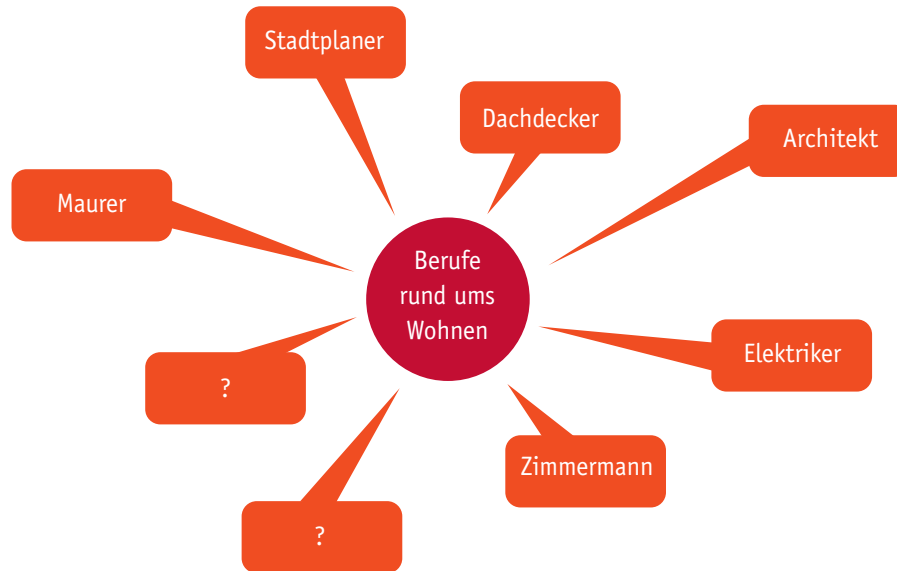 Stadtplaner
Dachdecker
Architekt
Maurer
Berufe
rund ums
Wohnen
Elektriker
?
Zimmermann
?